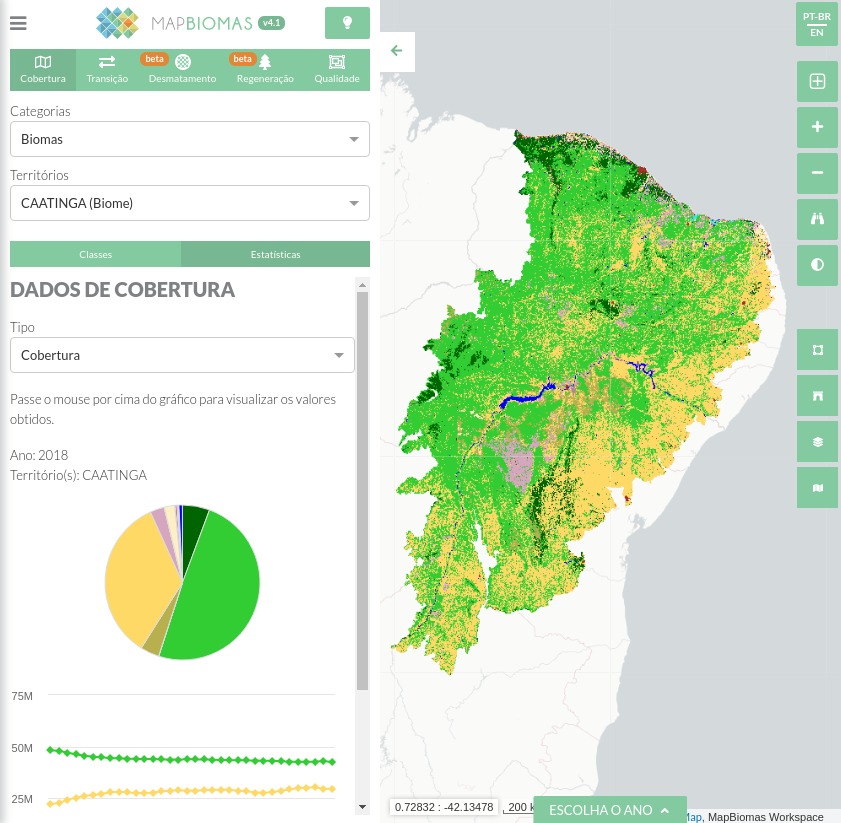 MAPBIOMAS v4.1
PT-BR
EN
beta
beta
Cobertura Transição Desmatamento Regeneração Qualidade
Categorias
Biomas
Territórios
CAATINGA (Biome)
Classes Estatísticas
DADOS DE COBERTURA
Tipo
Cobertura
Passe o mouse por cima do gráfico para visualizar os valores
obtidos.
Ano: 2018
Território(s): CAATINGA
75M
50M
25M
0.72832 : -42.13478
200 k
ESCOLHA O ANO
Map, MapBiomas Workspace